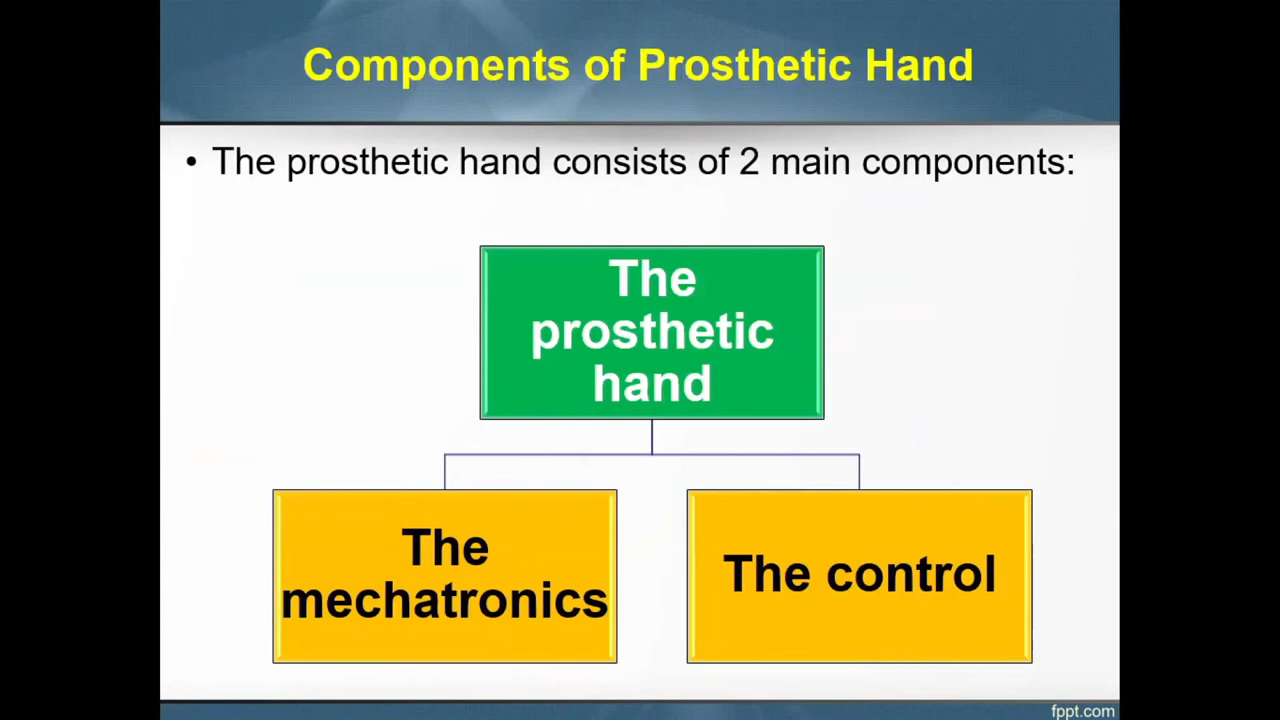 Components of Prosthetic Hand
• The prosthetic hand consists of 2 main components:
The
prosthetic
hand
The
mechatronics
The control
fppt.com